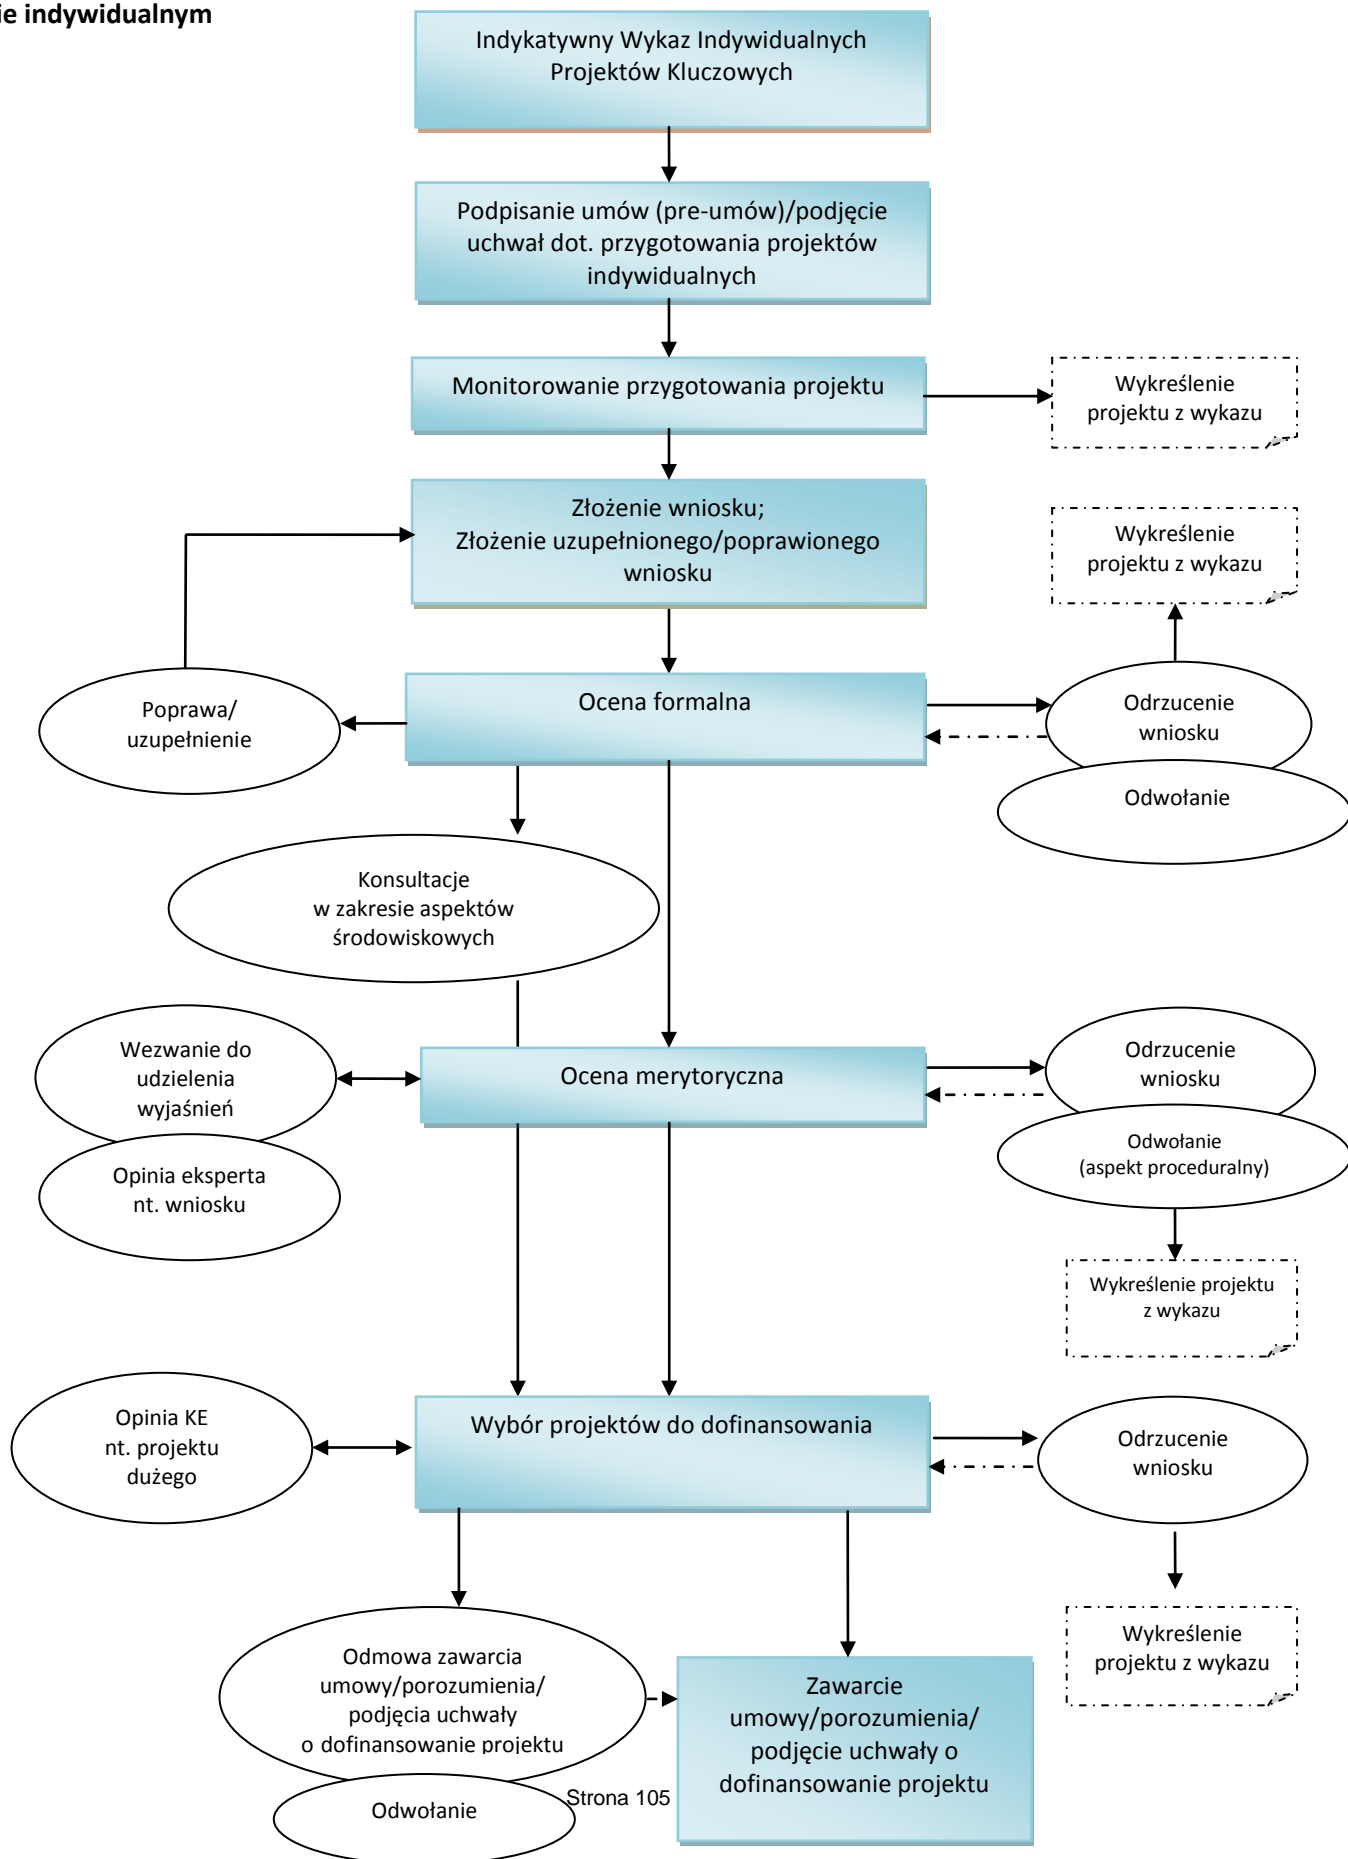 ie indywidualnym
Indykatywny Wykaz Indywidualnych
Projektów Kluczowych
Podpisanie umów (pre-umów)/podjęcie
uchwał dot. przygotowania projektów
indywidualnych
Monitorowanie przygotowania projektu
Wykreślenie
projektu z wykazu
Złożenie wniosku;
Złożenie uzupełnionego/poprawionego
wniosku
Wykreślenie
projektu z wykazu
Poprawa/
uzupełnienie
Ocena formalna
Odrzucenie
wniosku
Odwołanie
Konsultacje
w zakresie aspektów
środowiskowych
Wezwanie do
udzielenia
wyjaśnień
Opinia eksperta
nt. wniosku
Ocena merytoryczna
Odrzucenie
wniosku
Odwołanie
(aspekt proceduralny)
Wykreślenie projektu
z wykazu
Opinia KE
nt. projektu
dużego
Wybór projektów do dofinansowania
Odrzucenie
wniosku
Wykreślenie
projektu z wykazu
Odmowa zawarcia
umowy/porozumienia/
podjęcia uchwały
o dofinansowanie projektu
Odwołanie
Zawarcie
umowy/porozumienia/
podjęcie uchwały o
dofinansowanie projektu
Strona 105